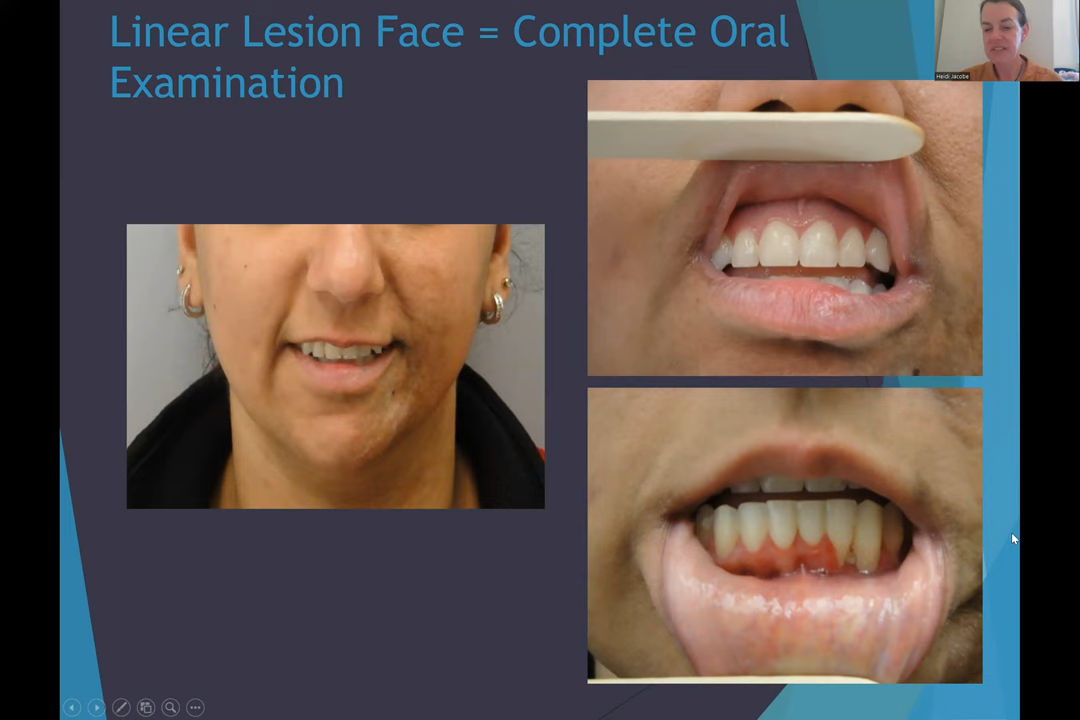 Linear Lesion Face = Complete Oral
Examination
Heidi Jacobe